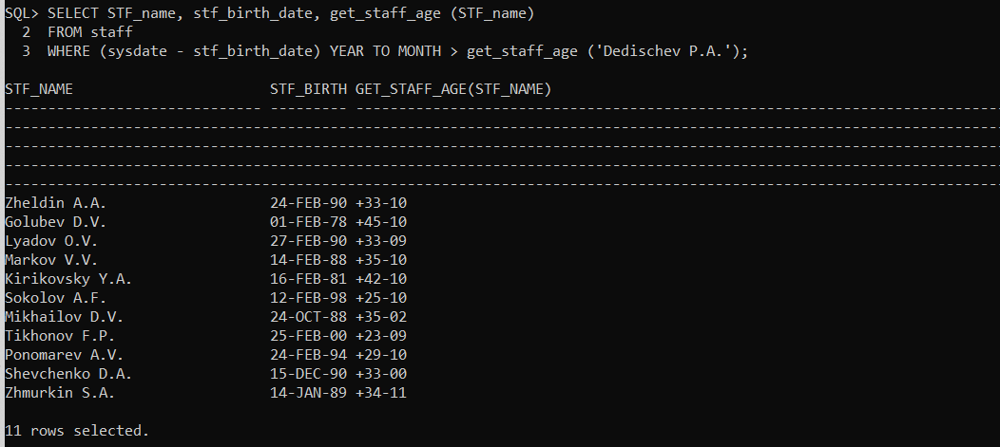 SQL> SELECT STF_name, stf_birth_date, get_staff_age (STF_name)
  2  FROM staff
  3  WHERE (sysdate - stf_birth_date) YEAR TO MONTH > get_staff_age ('Dedischev P.A.');
STF_NAME                       STF_BIRTH GET_STAFF_AGE(STF_NAME)
------------------------------ --------- ---------------------------------------------------------------------------
--------------------------------------------------------------------------------------------------------------------
--------------------------------------------------------------------------------------------------------------------
--------------------------------------------------------------------------------------------------------------------
--------------------------------------------------------------------------------------------------------------------
Zheldin A.A.                   24-FEB-90 +33-10
Golubev D.V.                   01-FEB-78 +45-10
Lyadov O.V.                    27-FEB-90 +33-09
Markov V.V.                    14-FEB-88 +35-10
Kirikovsky Y.A.                16-FEB-81 +42-10
Sokolov A.F.                   12-FEB-98 +25-10
Mikhailov D.V.                 24-OCT-88 +35-02
Tikhonov F.P.                  25-FEB-00 +23-09
Ponomarev A.V.                 24-FEB-94 +29-10
Shevchenko D.A.                15-DEC-90 +33-00
Zhmurkin S.A.                  14-JAN-89 +34-11
11 rows selected.